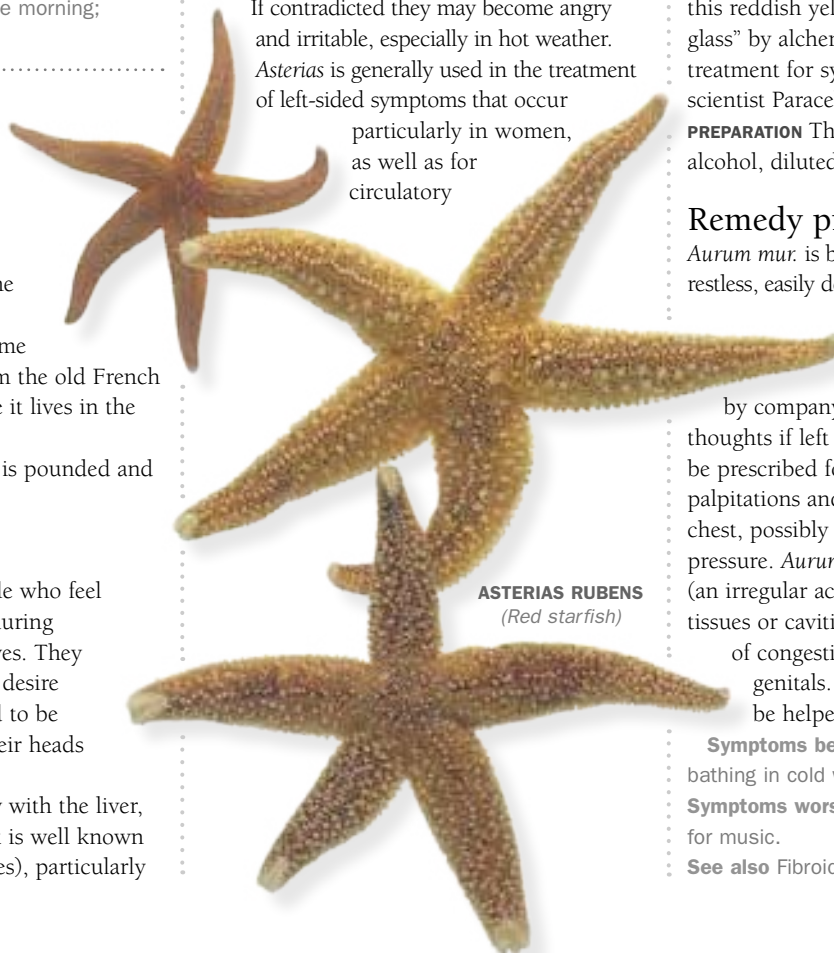 e morning;
ne
me
m the old French
e it lives in the
is pounded and
le who feel
uring
es. They
desire
l to be
eir heads
y with the liver,
is well known
es), particularly
If contradicted they may become angry
and irritable, especially in hot weather.
Asterias is generally used in the treatment
of left-sided symptoms that occur
particularly in women,
as well as for
circulatory
ASTERIAS RUBENS
(Red starfish)
this reddish yel
glass” by alchem
treatment for sy
scientist Parace
PREPARATION Th
alcohol, diluted
Remedy pr
Aurum mur. is b
restless, easily d
by company
thoughts if left
be prescribed f
palpitations and
chest, possibly
pressure. Aurum
(an irregular ac
tissues or caviti
of congesti
genitals.
be helpe
Symptoms be
bathing in cold
Symptoms wors
for music.
See also Fibroid